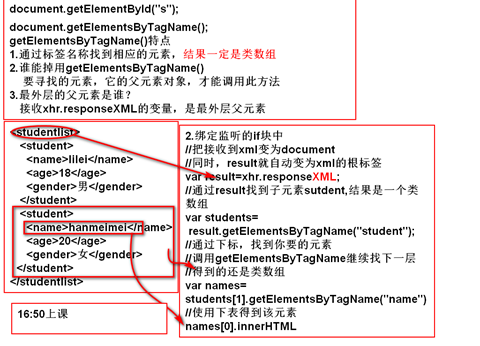 document.getElementById("s");
document.getElementsByTagName();
getElementsByTagName()特点
1.通过标签名称找到相应的元素，结果一定是类数组
2.谁能掉用getElementsByTagName()
要寻找的元素，它的父元素对象，才能调用此方法
3.最外层的父元素是谁？
接收xhr.responseXML的变量，是最外层父元素
<studentlist>
<student>
<name>lilei</name>
<age>18</age>
<gender>男</gender>
</student>
<student>
<name>hanmeimei</name>
<age>20</age>
<gender>女</gender>
</student>
</studentlist>
16:50上课
2.绑定监听的if块中
//把接收到xml变为document
//同时，result就自动变为xml的根标签
var result=xhr.responseXML;
//通过result找到子元素sutdent,结果是一个类
数组
var students=
result.getElementsByTagName("student");
//通过下标，找到你要的元素
//调用getElementsByTagName继续找下一层
//得到的还是类数组
var names=
students[1].getElementsByTagName("name")
//使用下表得到该元素
names[0].innerHTML